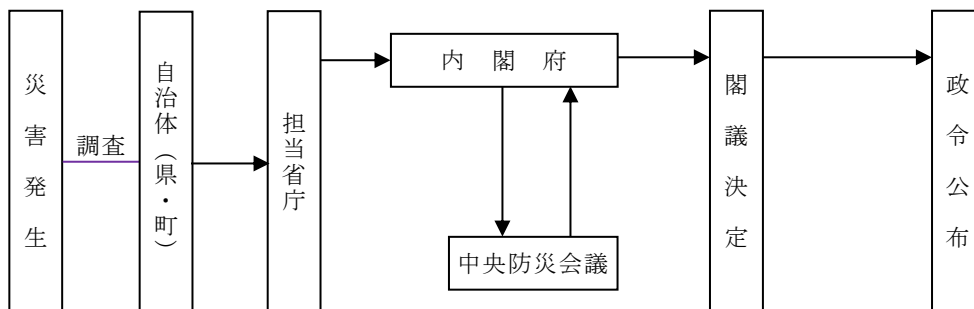 災害発生
調査
自治体（県・町）
担当省庁
内閣府
中央防災会議
閣議決定
政令公布